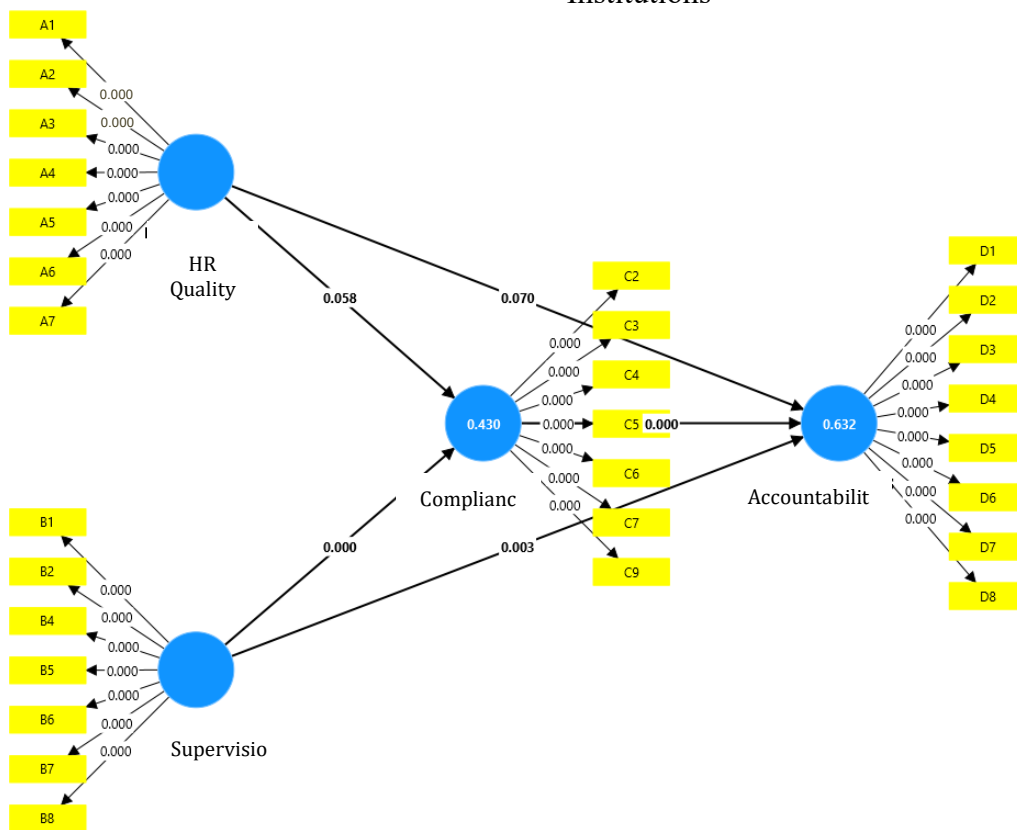 Institutions
A1
A2
A3
A4
A5
A6
A7
0.000
0.000
0.000
0.000
0.000
0.000
0.000
HR
Quality
0.058
0.070
C2
C3
C4
C5
C6
C7
C9
0.000
0.000
0.000
0.000
0.000
0.000
0.000
0.430
Complianc
0.000
0.632
Accountabilit
D1
D2
D3
D4
D5
D6
D7
D8
0.000
0.000
0.000
0.000
0.000
0.000
0.000
0.000
0.000
0.003
B1
B2
B4
B5
B6
B7
B8
0.000
0.000
0.000
0.000
0.000
0.000
0.000
Supervisio